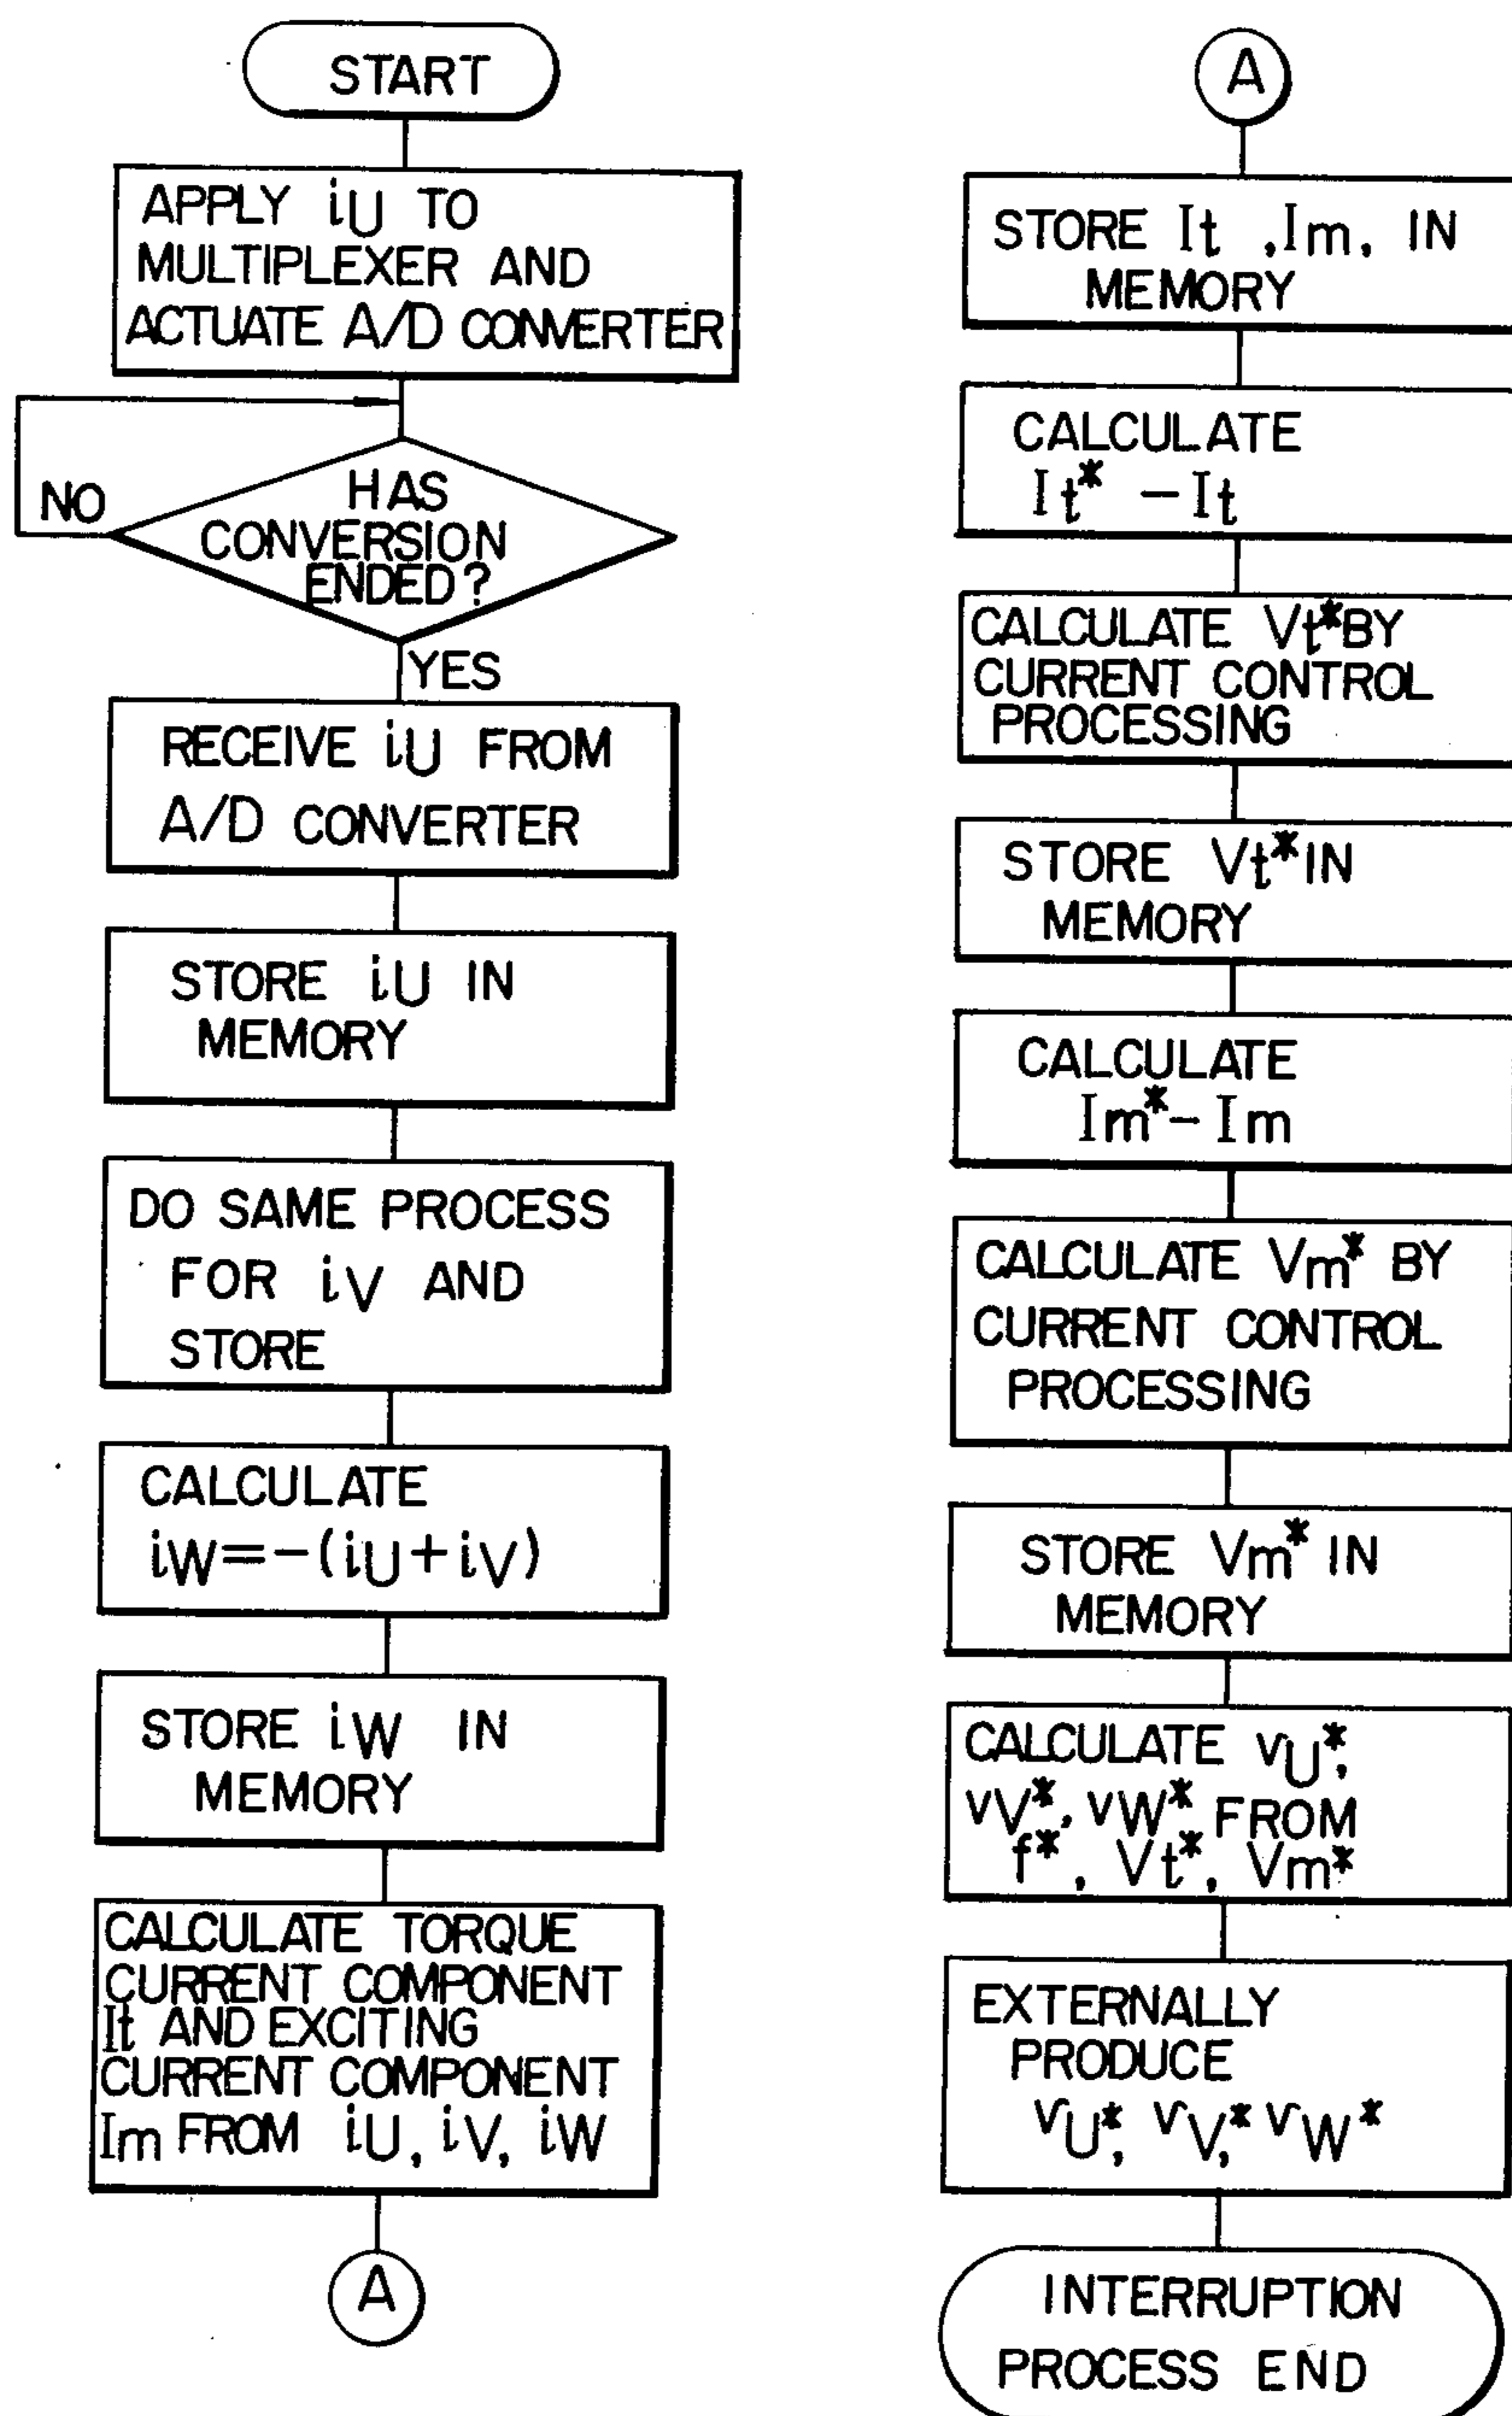 START
APPLY iU TO
MULTIPLEXER AND
ACTUATE A/D CONVERTER
NO
HAS
CONVERSION
ENDED?
YES
RECEIVE iU FROM
A/D CONVERTER
STORE iU IN
MEMORY
DO SAME PROCESS
FOR iV AND
STORE
CALCULATE
iW=-(iU+iV)
STORE iW IN
MEMORY
CALCULATE TORQUE
CURRENT COMPONENT
It AND EXCITING
CURRENT COMPONENT
Im FROM iU, iV, iW
A
A
STORE It ,Im, IN
MEMORY
CALCULATE
It* -It
CALCULATE Vt*BY
CURRENT CONTROL
PROCESSING
STORE Vt*IN
MEMORY
CALCULATE
Im*-Im
CALCULATE Vm* BY
CURRENT CONTROL
PROCESSING
STORE Vm* IN
MEMORY
CALCULATE vU*,
vV*, vW* FROM
f*, Vt*, Vm*
EXTERNALLY
PRODUCE
vU*, vV,* vW*
INTERRUPTION
PROCESS END